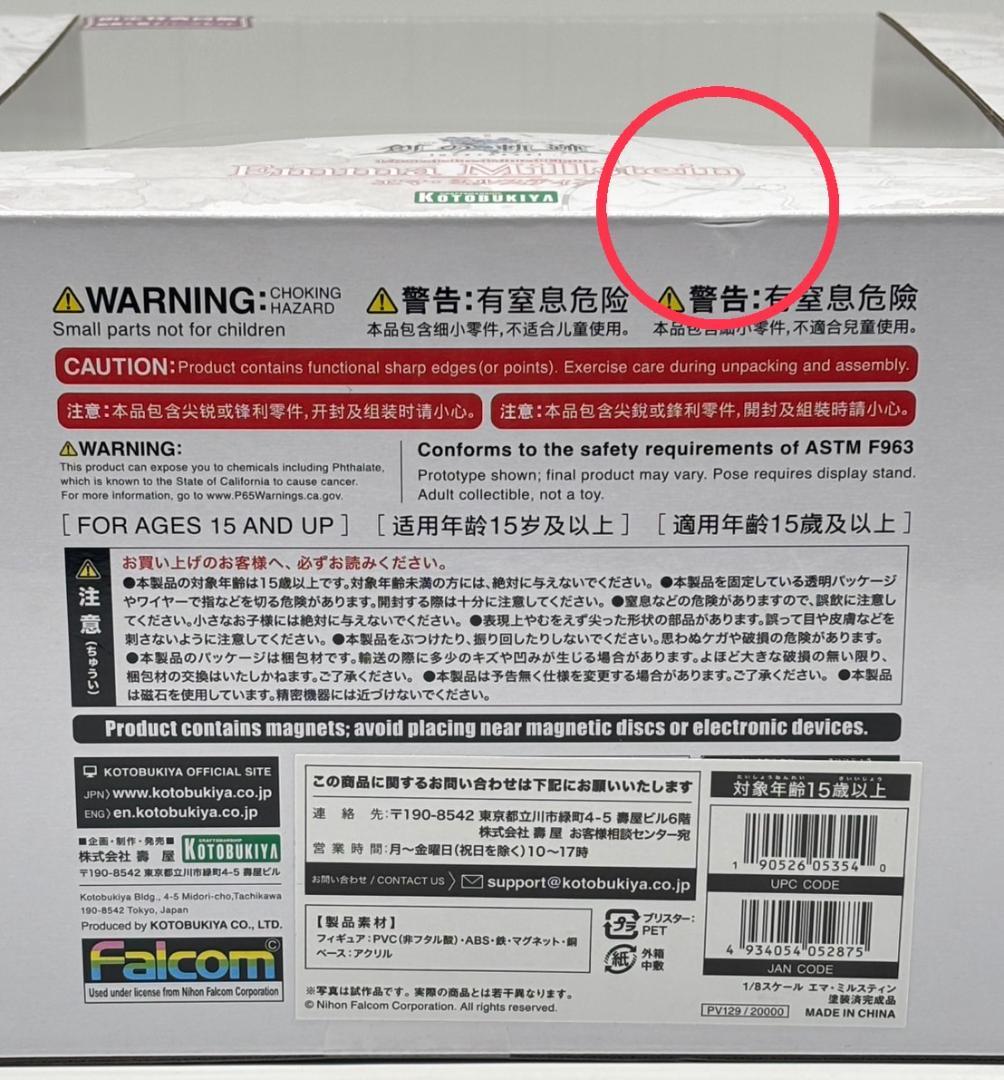 Emma Millstein
エマ・ミルスティン
KOTOBUKIYA
WARNING: CHOKING HAZARD
Small parts not for children
警告:有窒息危险
本品包含细小零件,不适合儿童使用。
警告:有窒息危險
本品包含細小零件,不適合兒童使用。
CAUTION: Product contains functional sharp edges (or points). Exercise care during unpacking and assembly.
注意:本品包含尖锐或锋利零件,开封及组装时请小心。
注意:本品包含尖銳或鋒利零件,開封及組裝時請小心。
WARNING:
This product can expose you to chemicals including Phthalate,
which is known to the State of California to cause cancer.
For more information, go to www.P65Warnings.ca.gov.
Conforms to the safety requirements of ASTM F963
Prototype shown; final product may vary. Pose requires display stand.
Adult collectible, not a toy.
[ FOR AGES 15 AND UP ] [ 适用年龄15岁及以上 ] [ 適用年齡15歲及以上 ]
注意(ちゅうい)
お買い上げのお客様へ、必ずお読みください。
●本製品の対象年齢は15歳以上です。対象年齢未満の方には、絶対に与えないでください。 ●本製品を固定している透明パッケージ
やワイヤーで指などを切る危険があります。開封する際は十分に注意してください。 ●窒息などの危険がありますので、誤飲に注意し
てください。小さなお子様には絶対に与えないでください。 ●表現上やむをえず尖った形状の部品があります。誤って目や皮膚などを
刺さないように注意してください。 ●本製品をぶつけたり、振り回したりしないでください。思わぬケガや破損の危険があります。
●本製品のパッケージは梱包材です。輸送の際に多少のキズや凹みが生じる場合があります。よほど大きな破損の無い限り、
梱包材の交換はいたしかねます。ご了承ください。 ●本製品は予告無く仕様を変更する場合があります。ご了承ください。 ●本製品
は磁石を使用しています。精密機器には近づけないでください。
Product contains magnets; avoid placing near magnetic discs or electronic devices.
KOTOBUKIYA OFFICIAL SITE
JPN〉www.kotobukiya.co.jp
ENG〉en.kotobukiya.co.jp
■企画・制作・発売■
株式会社 壽 屋
KOTOBUKIYA
〒190-8542 東京都立川市緑町4-5 壽屋ビル
Kotobukiya Bldg., 4-5 Midori-cho,Tachikawa
190-8542 Tokyo, Japan
Produced by KOTOBUKIYA CO., LTD.
Falcom©
Used under license from Nihon Falcom Corporation
この商品に関するお問い合わせは下記にお願いいたします
連 絡 先:〒190-8542 東京都立川市緑町4-5 壽屋ビル6階
株式会社 壽 屋 お客様相談センター宛
営 業 時 間:月〜金曜日(祝日を除く)10〜17時
お問い合わせ / CONTACT US 〉 support@kotobukiya.co.jp
【製品素材】
フィギュア:PVC(非フタル酸)・ABS・鉄・マグネット・銅
ベース:アクリル
プラ
ブリスター:
PET
紙
外箱
中敷
※写真は試作品です。実際の商品とは若干異なります。
© Nihon Falcom Corporation. All rights reserved.
たいしょうねんれい さいいじょう
対象年齢15歳以上
1 90526 05354 0
UPC CODE
4 934054 052875
JAN CODE
1/8スケール エマ・ミルスティン
塗装済完成品
PV129 / 20000
MADE IN CHINA